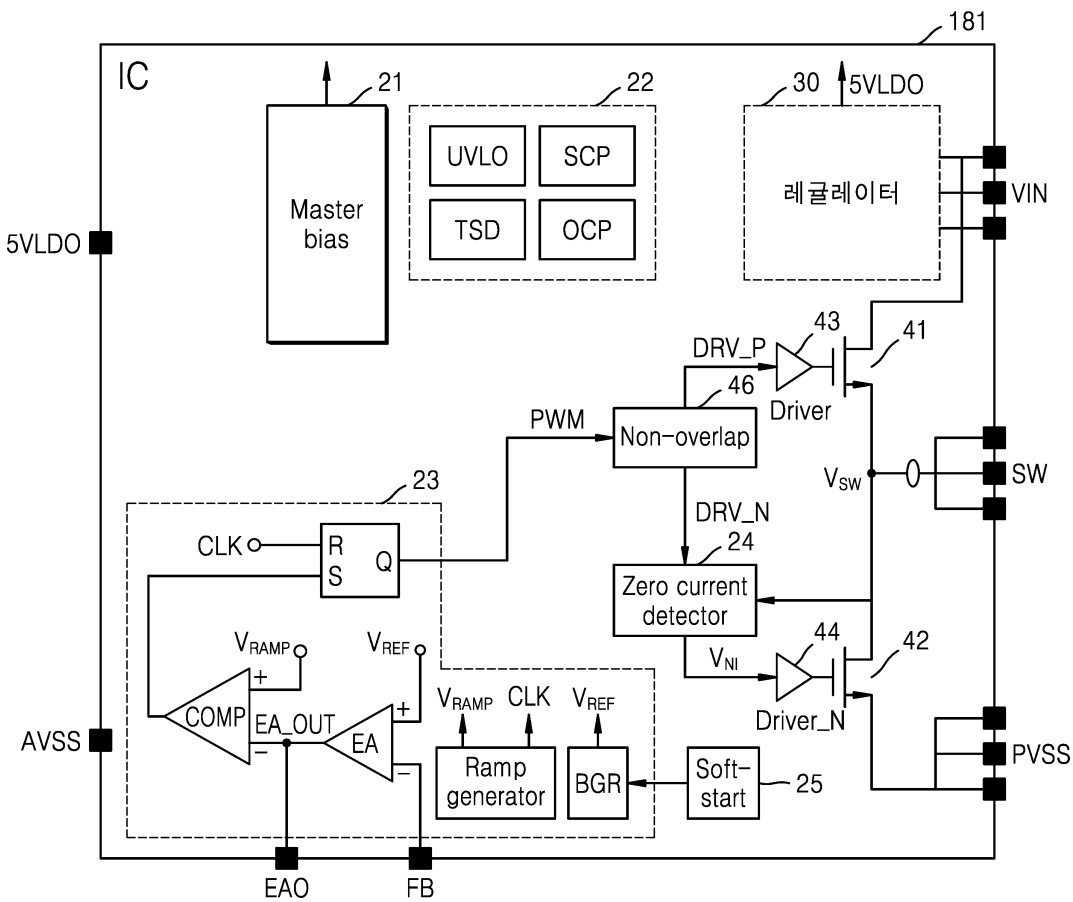 181
IC
21
22
30
5VLDO
UVLO
SCP
TSD
OCP
Master
bias
레귤레이터
VIN
5VLDO
43
41
DRV_P
46
Driver
PWM
Non-overlap
V_SW
SW
23
DRV_N
24
CLK
R
S
Q
Zero current
detector
44
42
V_RAMP
V_REF
V_NI
Driver_N
COMP
+
−
EA_OUT
EA
+
−
V_RAMP
CLK
V_REF
AVSS
PVSS
Ramp
generator
BGR
Soft-
start
25
EAO
FB